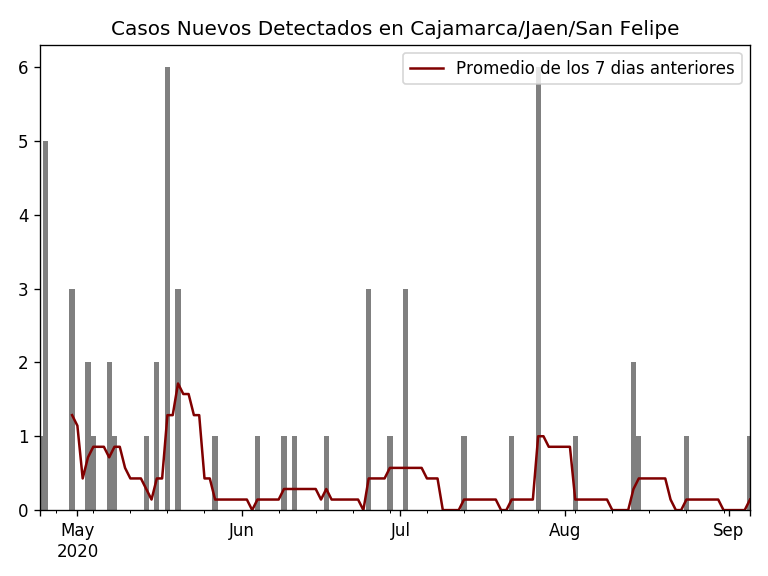 Casos Nuevos Detectados en Cajamarca/Jaen/San Felipe
Promedio de los 7 dias anteriores
6
5
4
3
2
1
0
May Jun Jul Aug Sep
2020